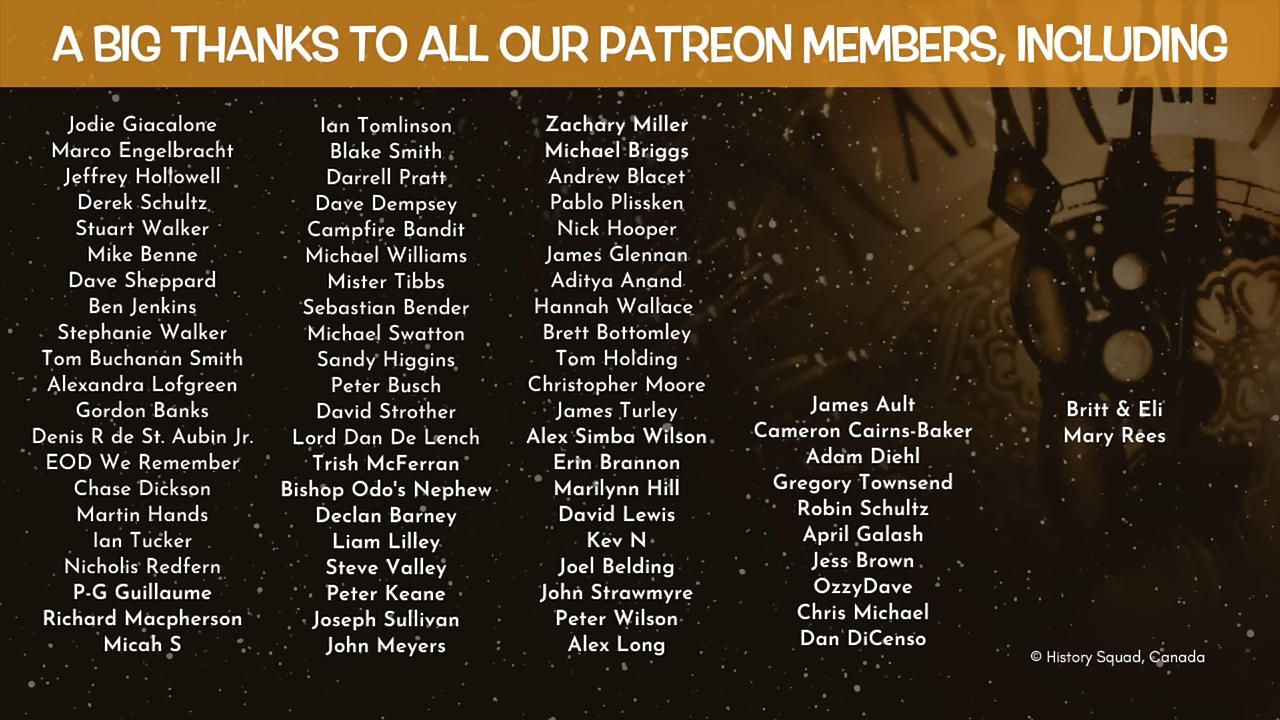 A BIG THANKS TO ALL OUR PATREON MEMBERS, INCLUDING
Jodie Giacalone
Marco Engelbracht
Jeffrey Hollowell
Derek Schultz
Stuart Walker
Mike Benne
Dave Sheppard
Ben Jenkins
Stephanie Walker
Tom Buchanan Smith
Alexandra Lofgreen
Gordon Banks
Denis R de St. Aubin Jr.
EOD We Remember
Chase Dickson
Martin Hands
Ian Tucker
Nicholis Redfern
P-G Guillaume
Richard Macpherson
Micah S
Ian Tomlinson
Blake Smith
Darrell Pratt
Dave Dempsey
Campfire Bandit
Michael Williams
Mister Tibbs
Sebastian Bender
Michael Swatton
Sandy Higgins
Peter Busch
David Strother
Lord Dan De Lench
Trish McFerran
Bishop Odo's Nephew
Declan Barney
Liam Lilley
Steve Valley
Peter Keane
Joseph Sullivan
John Meyers
Zachary Miller
Michael Briggs
Andrew Blacet
Pablo Plissken
Nick Hooper
James Glennan
Aditya Anand
Hannah Wallace
Brett Bottomley
Tom Holding
Christopher Moore
James Turley
Alex Simba Wilson
Erin Brannon
Marilynn Hill
David Lewis
Kev N
Joel Belding
John Strawmyre
Peter Wilson
Alex Long
James Ault
Cameron Cairns-Baker
Adam Diehl
Gregory Townsend
Robin Schultz
April Galash
Jess Brown
OzzyDave
Chris Michael
Dan DiCenso
Britt & Eli
Mary Rees
© History Squad, Canada